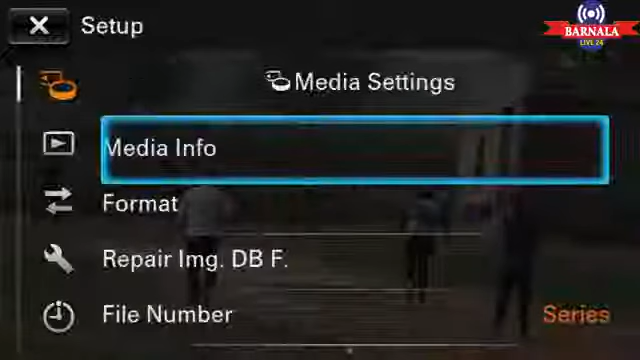 Setup
BARNALA
LIVE 24
Media Settings
Media Info
Format
Repair Img. DB F.
File Number
Series